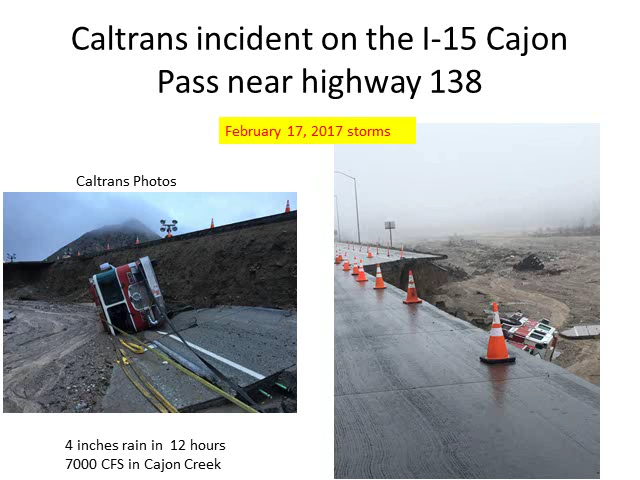 Caltrans incident on the I-15 Cajon
Pass near highway 138
February 17, 2017 storms
Caltrans Photos
4 inches rain in 12 hours
7000 CFS in Cajon Creek